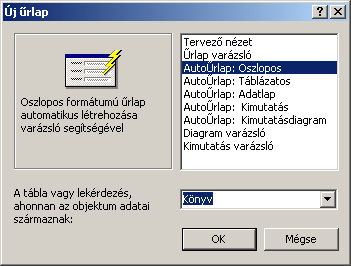 Új űrlap
Oszlopos formátumú űrlap
automatikus létrehozása
varázsló segítségével
Tervező nézet
Űrlap varázsló
AutoŰrlap: Oszlopos
AutoŰrlap: Táblázatos
AutoŰrlap: Adatlap
AutoŰrlap:  Kimutatás
AutoŰrlap:  Kimutatásdiagram
Diagram varázsló
Kimutatás varázsló
A tábla vagy lekérdezés,
ahonnan az objektum adatai
származnak:
Könyv
OK
Mégse